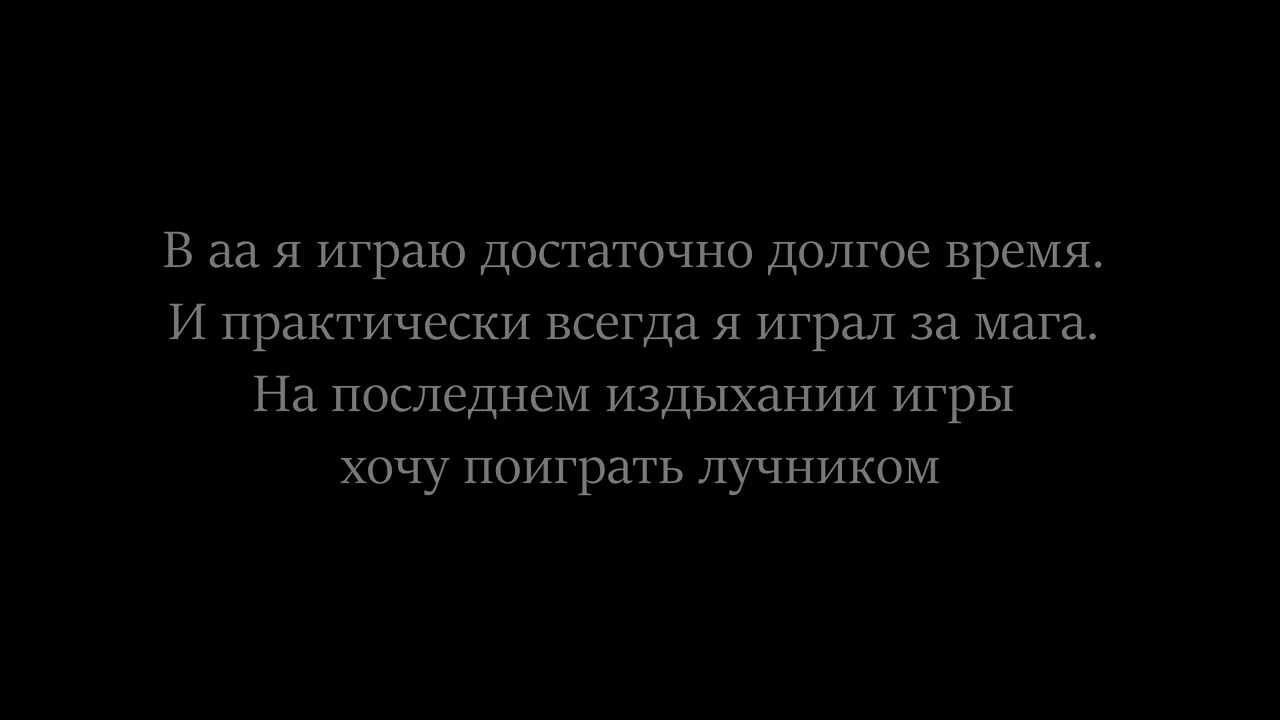 В аа я играю достаточно долгое время.
И практически всегда я играл за мага.
На последнем издыхании игры
хочу поиграть лучником